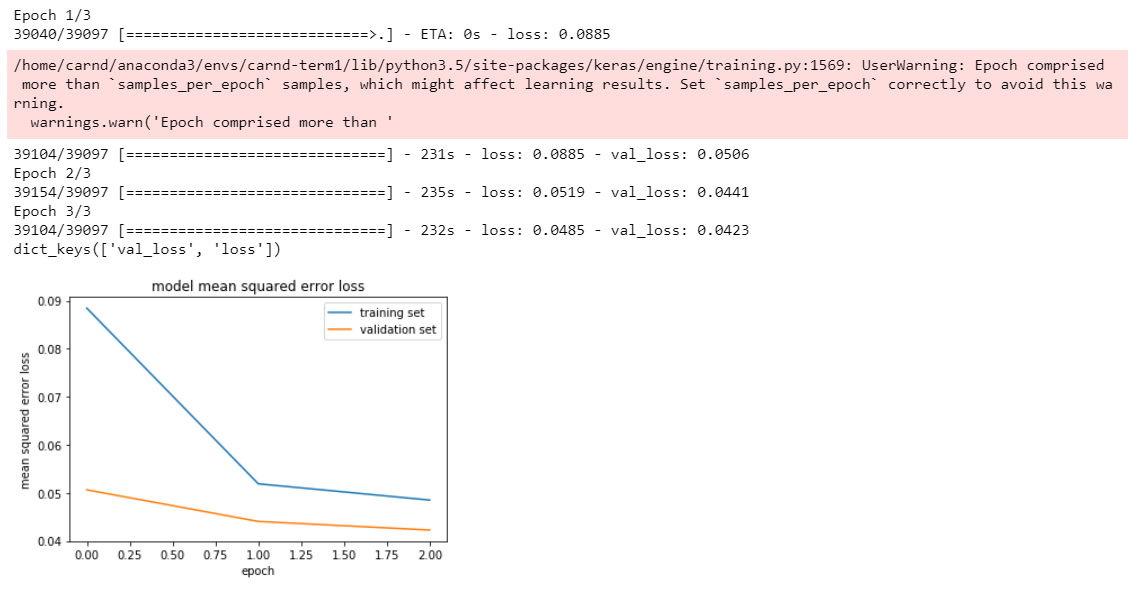 Epoch 1/3
39040/39097 [============================>.] - ETA: 0s - loss: 0.0885
/home/carnd/anaconda3/envs/carnd-term1/lib/python3.5/site-packages/keras/engine/training.py:1569: UserWarning: Epoch comprised
more than `samples_per_epoch` samples, which might affect learning results. Set `samples_per_epoch` correctly to avoid this wa
rning.
warnings.warn('Epoch comprised more than '
39104/39097 [==============================] - 231s - loss: 0.0885 - val_loss: 0.0506
Epoch 2/3
39154/39097 [==============================] - 235s - loss: 0.0519 - val_loss: 0.0441
Epoch 3/3
39104/39097 [==============================] - 232s - loss: 0.0485 - val_loss: 0.0423
dict_keys(['val_loss', 'loss'])
model mean squared error loss
training set
validation set
mean squared error loss
0.09
0.08
0.07
0.06
0.05
0.04
0.00 0.25 0.50 0.75 1.00 1.25 1.50 1.75 2.00
epoch